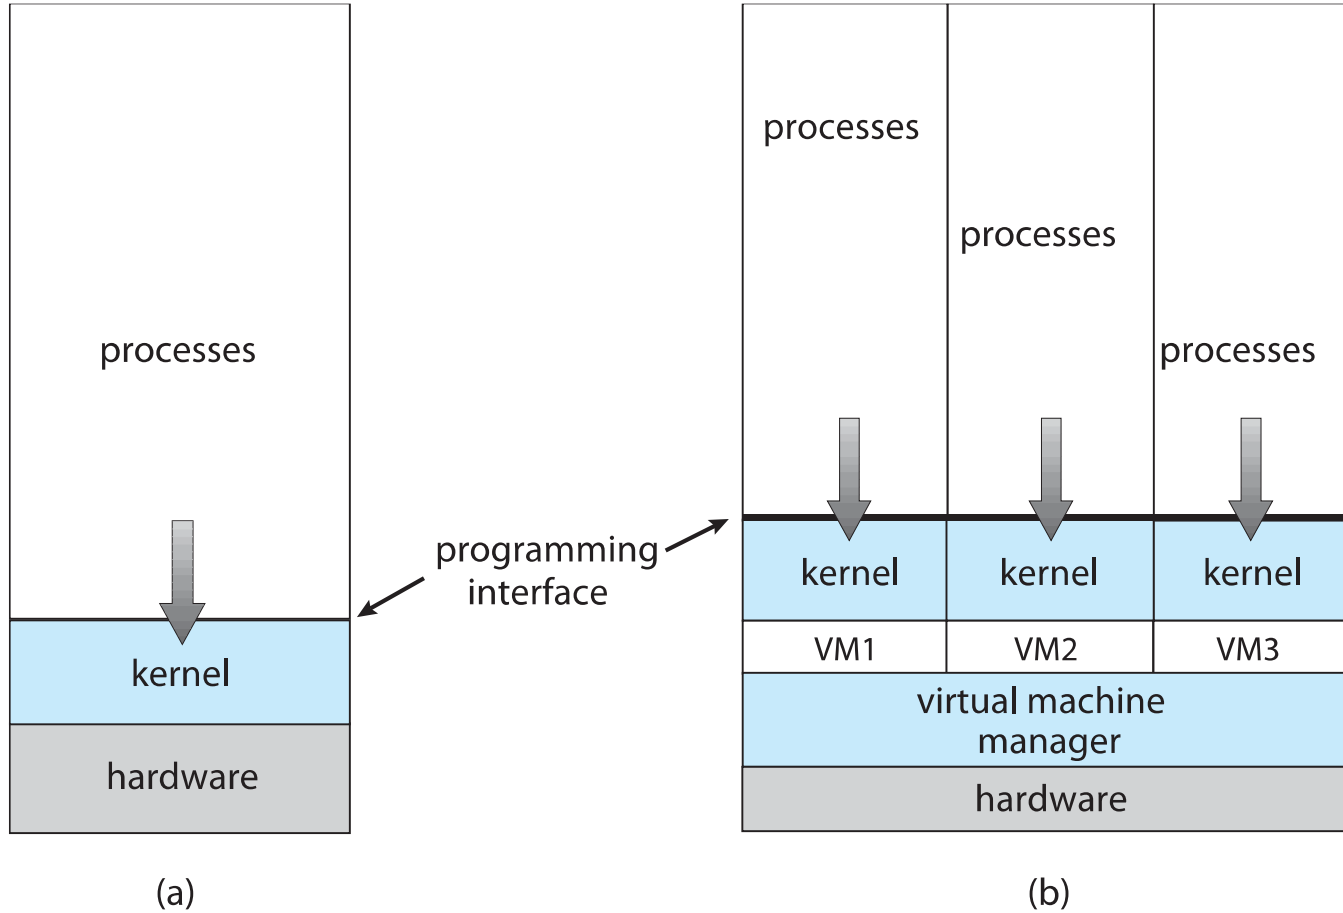 processes
kernel
hardware
(a)
programming
interface
processes
processes
processes
kernel
kernel
kernel
VM1
VM2
VM3
virtual machine
manager
hardware
(b)